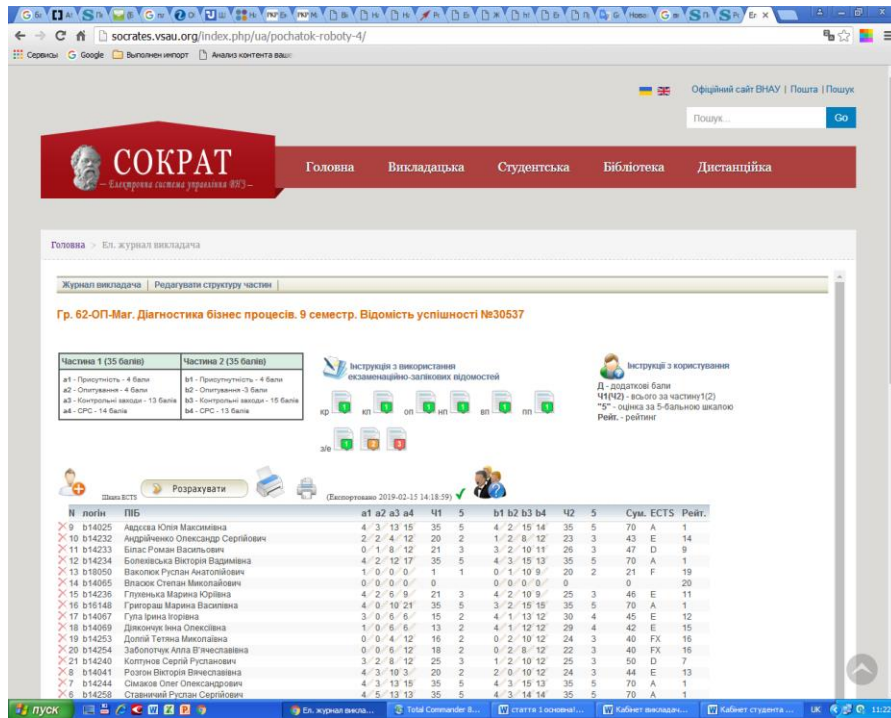 socrates.vsau.org/index.php/ua/pochatok-roboty-4/
Сервисы Google Выполнен импорт Анализ контента ваш
Офіційний сайт ВНАУ | Пошта | Пошук
Пошук... Go
СОКРАТ
– Електронна система управління ВНЗ –
Головна Викладацька Студентська Бібліотека Дистанційка
Головна > Ел. журнал викладача
Журнал викладача | Редагувати структуру частин |
Гр. 62-ОП-Маг. Діагностика бізнес процесів. 9 семестр. Відомість успішності №30537
Частина 1 (35 балів) Частина 2 (35 балів)
a1 - Присутність - 4 бали b1 - Присутнутність - 4 бали
a2 - Опитування - 4 бали b2 - Опитування -3 бали
a3 - Контрольні заходи - 13 балів b3 - Контрольні заходи - 15 балів
a4 - СРС - 14 балів b4 - СРС - 13 балів
Інструкція з використання
екзаменаційно-залікових відомостей
кр кп оп нп вп пп
з/е
Інструкції з користування
Д - додаткові бали
Ч1(Ч2) - всього за частину1(2)
"5" - оцінка за 5-бальною шкалою
Рейт. - рейтинг
Шкала ECTS Розрахувати (Експортовано 2019-02-15 14:18:59)
N логін ПІБ a1 a2 a3 a4 Ч1 5 b1 b2 b3 b4 Ч2 5 Сум. ECTS Рейт.
9 b14025 Авдєєва Юлія Максимівна 4 3 13 15 35 5 4 2 15 14 35 5 70 A 1
10 b14232 Андрійченко Олександр Сергійович 2 2 4 12 20 2 1 2 8 12 23 3 43 E 14
11 b14233 Білас Роман Васильович 0 1 8 12 21 3 3 2 10 11 26 3 47 D 9
12 b14234 Болехівська Вікторія Вадимівна 4 2 12 17 35 5 4 3 15 13 35 5 70 A 1
13 b18050 Ваколюк Руслан Анатолійович 1 0 0 0 1 1 0 1 10 9 20 2 21 F 19
14 b14065 Власюк Степан Миколайович 0 0 0 0 0 0 0 0 0 0 0 20
15 b14236 Глухенька Марина Юріївна 4 2 6 9 21 3 4 2 10 9 25 3 46 E 11
16 b16148 Григораш Марина Василівна 4 0 10 21 35 5 3 2 15 15 35 5 70 A 1
17 b14067 Гула Ірина Ігорівна 3 0 6 6 15 2 4 1 13 12 30 4 45 E 12
18 b14069 Діякончук Інна Олексіївна 1 0 6 6 13 2 4 1 12 12 29 4 42 E 15
19 b14253 Долпій Тетяна Миколаївна 0 0 4 12 16 2 0 2 10 12 24 3 40 FX 16
20 b14254 Заболотчук Алла В'ячеславівна 0 0 6 12 18 2 0 2 8 12 22 3 40 FX 16
21 b14240 Колтунов Сергій Русланович 3 2 8 12 25 3 1 2 10 12 25 3 50 D 7
8 b14041 Розгон Вікторія Вячеславівна 4 3 10 3 20 2 2 0 10 12 24 3 44 E 13
7 b14244 Сімаков Олег Олександрович 4 3 13 15 35 5 4 3 15 13 35 5 70 A 1
6 b14258 Ставничий Руслан Сергійович 4 5 13 13 35 5 4 3 14 14 35 5 70 A 1
пуск Ел. журнал викла... Total Commander 8... стаття 1 основна!... Кабінет викладач... Кабінет студента ... UK